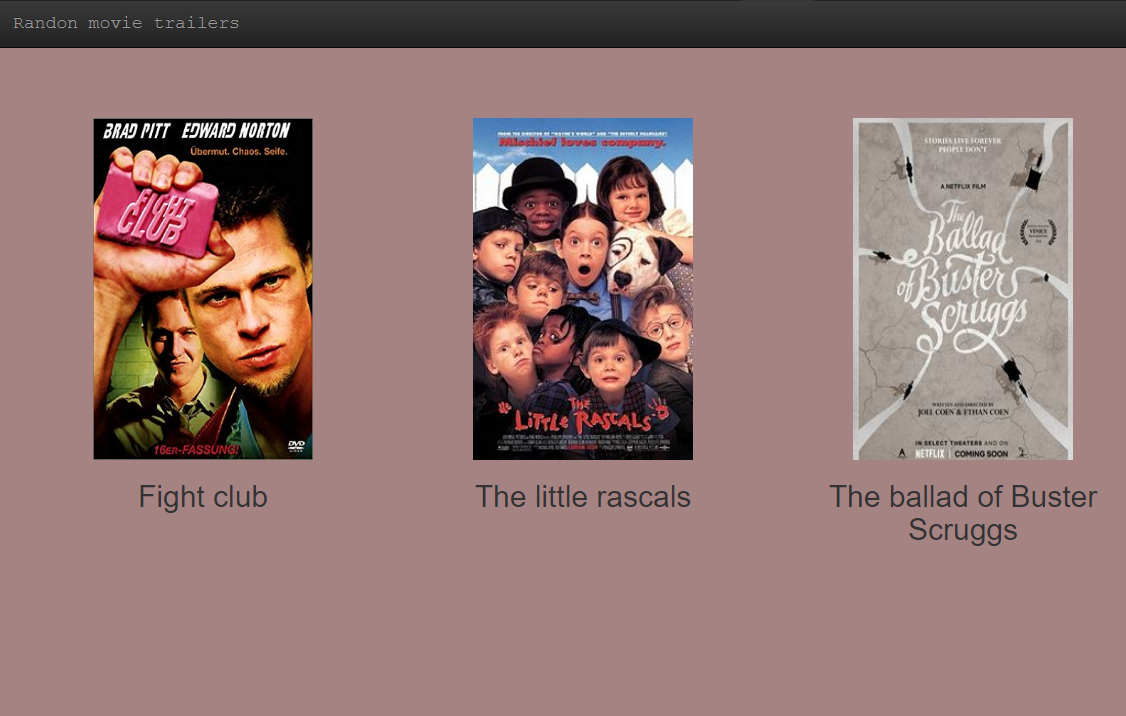 Randon movie trailers
BRAD PITT EDWARD NORTON
Übermut. Chaos. Seife.
FIGHT
CLUB
16ER-FASSUNG!
DVD
VIDEO
Fight club
FROM THE DIRECTOR OF "WAYNE'S WORLD" AND "THE BEVERLY HILLBILLIES"
Mischief loves company.
THE
LITTLE RASCALS
The little rascals
STORIES LIVE FOREVER
PEOPLE DON'T
A NETFLIX FILM
The
Ballad
of Buster
Scruggs
VENICE
WRITTEN AND DIRECTED BY
JOEL COEN & ETHAN COEN
IN SELECT THEATERS AND ON
NETFLIX | COMING SOON
The ballad of Buster
Scruggs